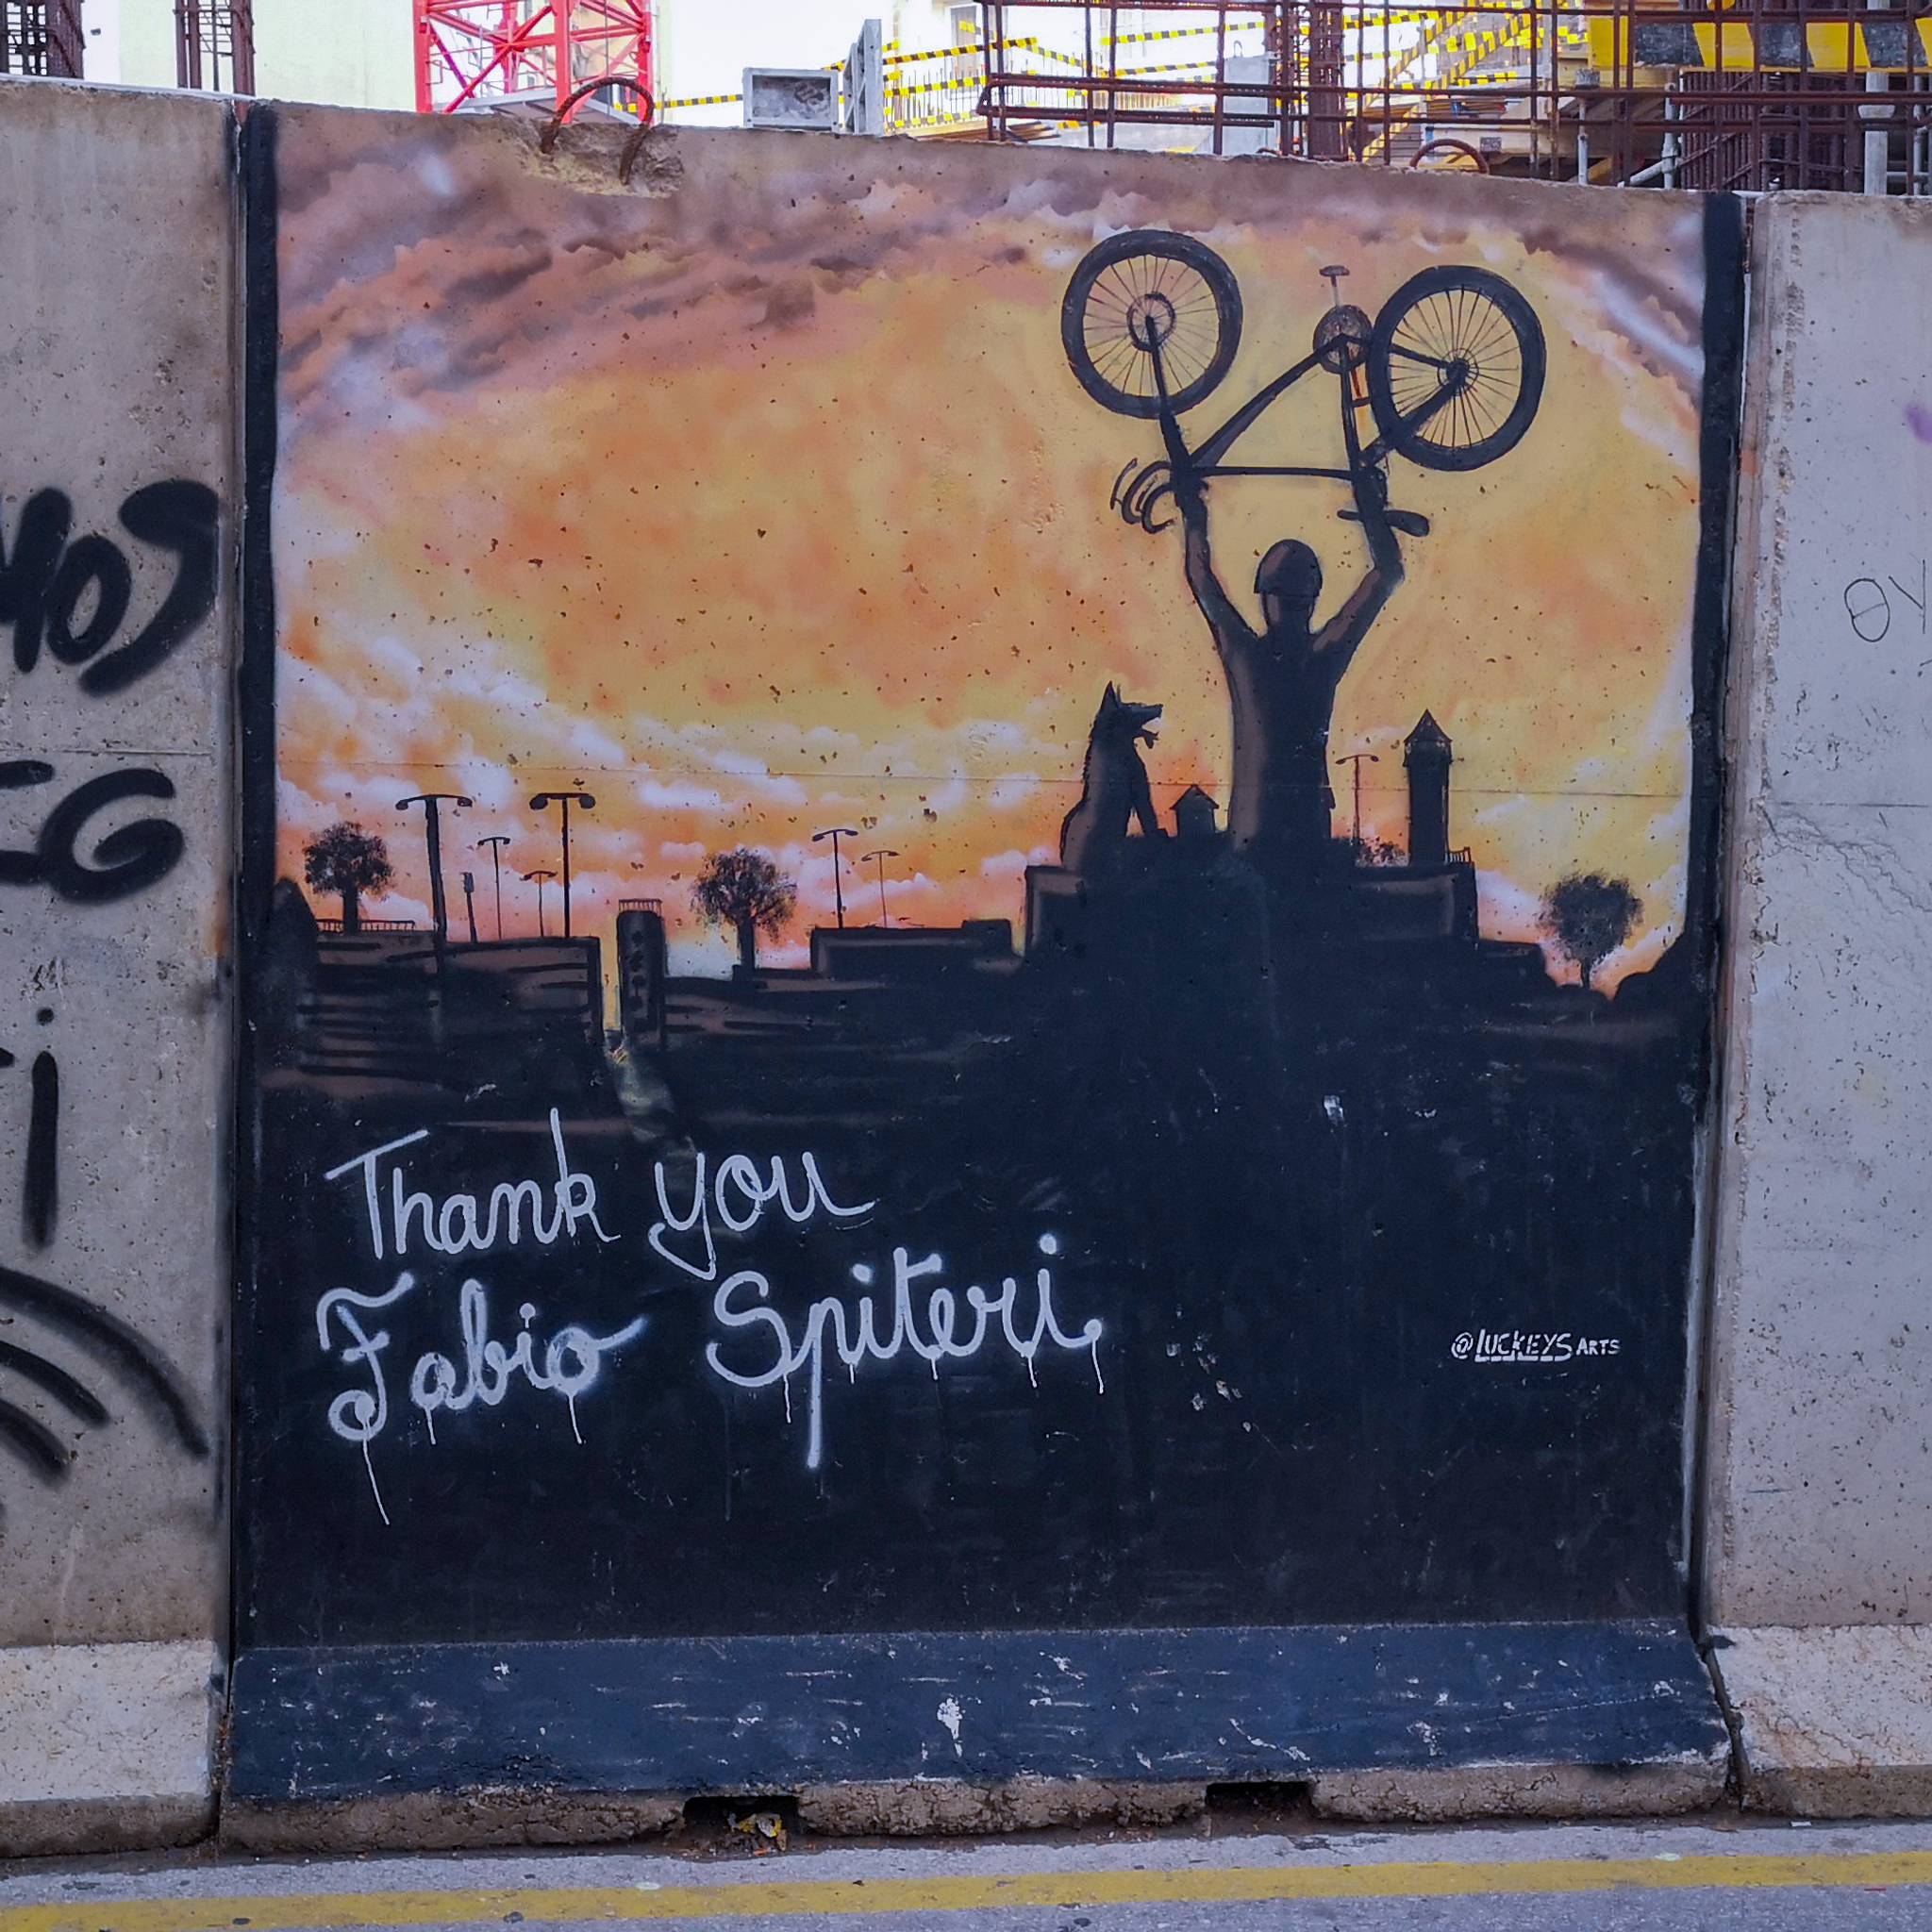 Thank you
Fabio Spiteri
@LUCKEYS ARTS